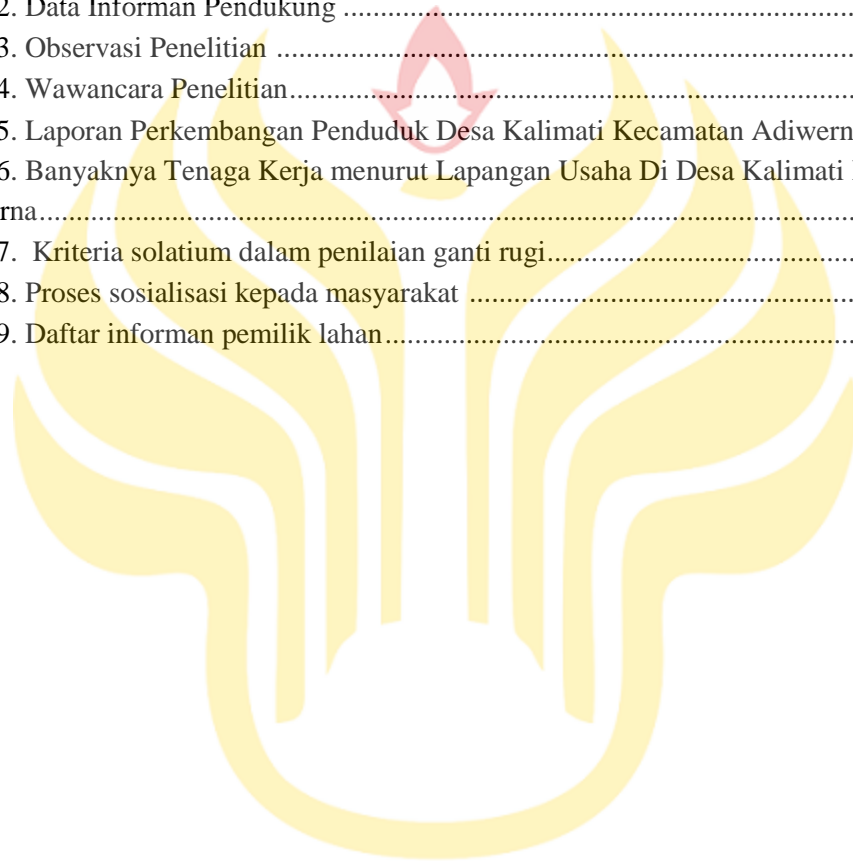 2. Data Informan Pendukung ........................................................................
3. Observasi Penelitian ..................................................................................
4. Wawancara Penelitian................................................................................
5. Laporan Perkembangan Penduduk Desa Kalimati Kecamatan Adiwern
6. Banyaknya Tenaga Kerja menurut Lapangan Usaha Di Desa Kalimati
rna..................................................................................................................
7.  Kriteria solatium dalam penilaian ganti rugi.............................................
8. Proses sosialisasi kepada masyarakat ........................................................
9. Daftar informan pemilik lahan...................................................................